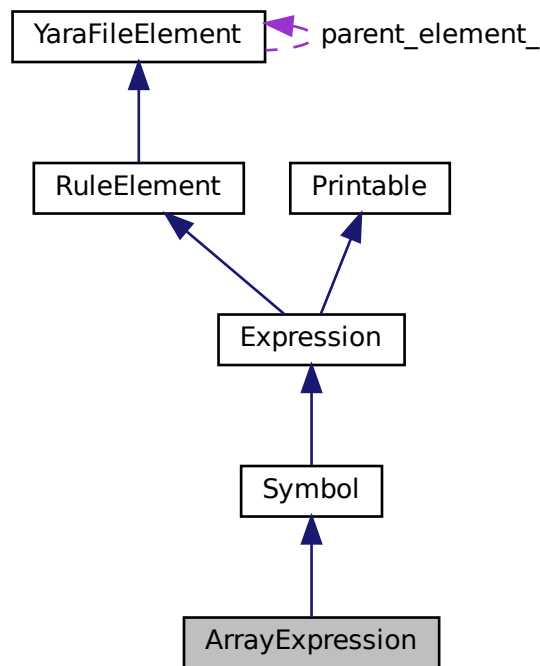 YaraFileElement
parent_element_
RuleElement
Printable
Expression
Symbol
ArrayExpression